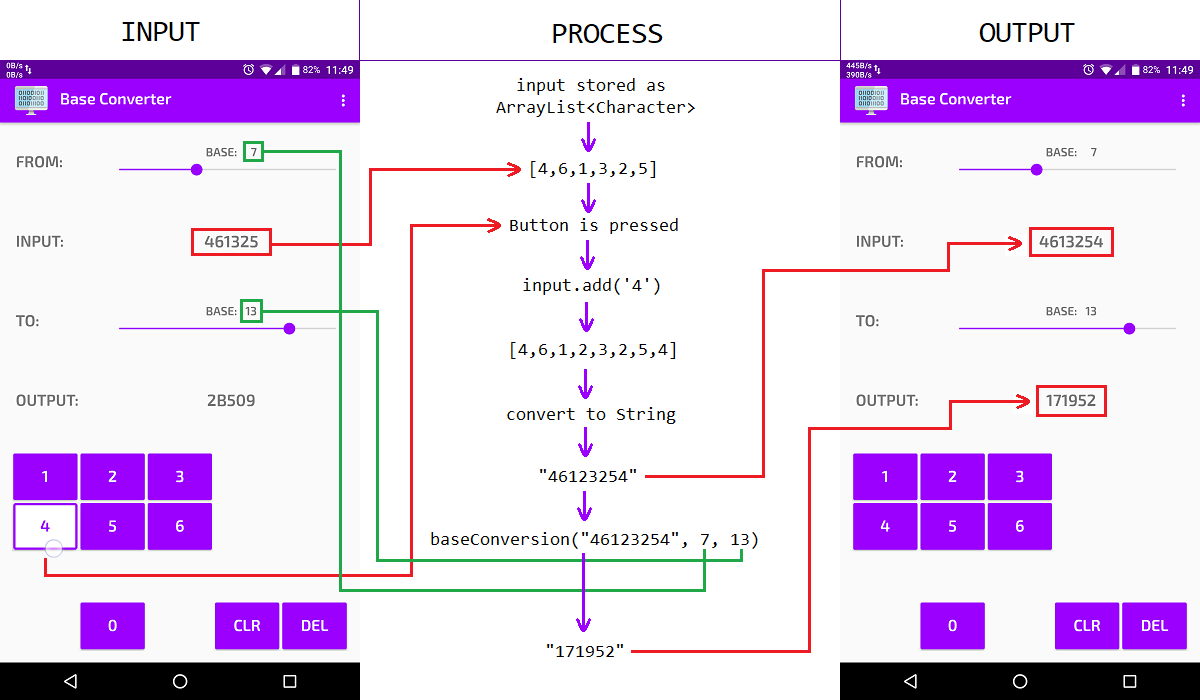 INPUT
0B/s
0B/s
82% 11:49
Base Converter
FROM:
BASE: 7
INPUT:
461325
TO:
BASE: 13
OUTPUT:
2B509
1 2 3
4 5 6
0 CLR DEL
PROCESS
input stored as
ArrayList<Character>
[4,6,1,3,2,5]
Button is pressed
input.add('4')
[4,6,1,2,3,2,5,4]
convert to String
"46123254"
baseConversion("46123254", 7, 13)
"171952"
OUTPUT
445B/s
390B/s
82% 11:49
Base Converter
FROM:
BASE: 7
INPUT:
4613254
TO:
BASE: 13
OUTPUT:
171952
1 2 3
4 5 6
0 CLR DEL